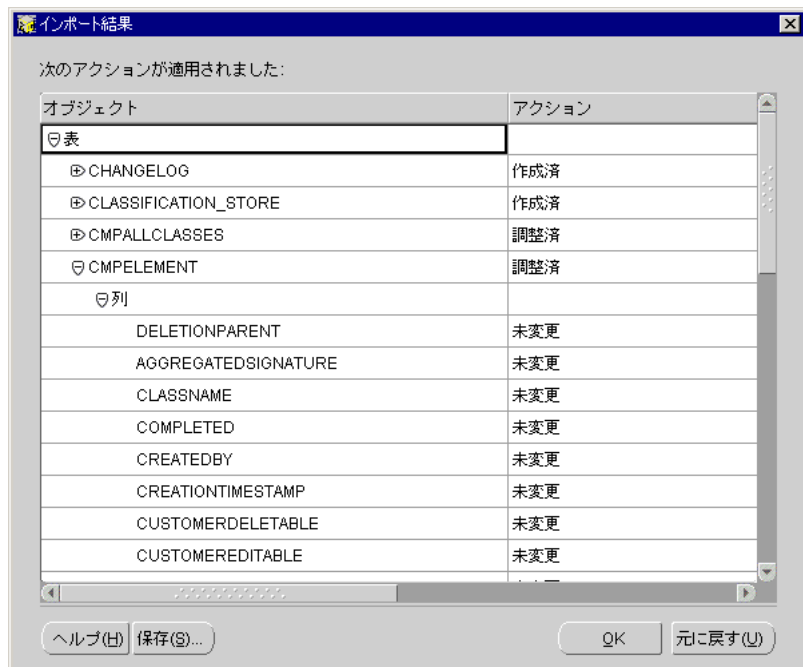 インポート結果
次のアクションが適用されました:
オブジェクト アクション
表
CHANGELOG 作成済
CLASSIFICATION_STORE 作成済
CMPALLCLASSES 調整済
CMPELEMENT 調整済
列
DELETIONPARENT 未変更
AGGREGATEDSIGNATURE 未変更
CLASSNAME 未変更
COMPLETED 未変更
CREATEDBY 未変更
CREATIONTIMESTAMP 未変更
CUSTOMERDELETABLE 未変更
CUSTOMEREDITABLE 未変更
ヘルプ(H) 保存(S)... OK 元に戻す(U)